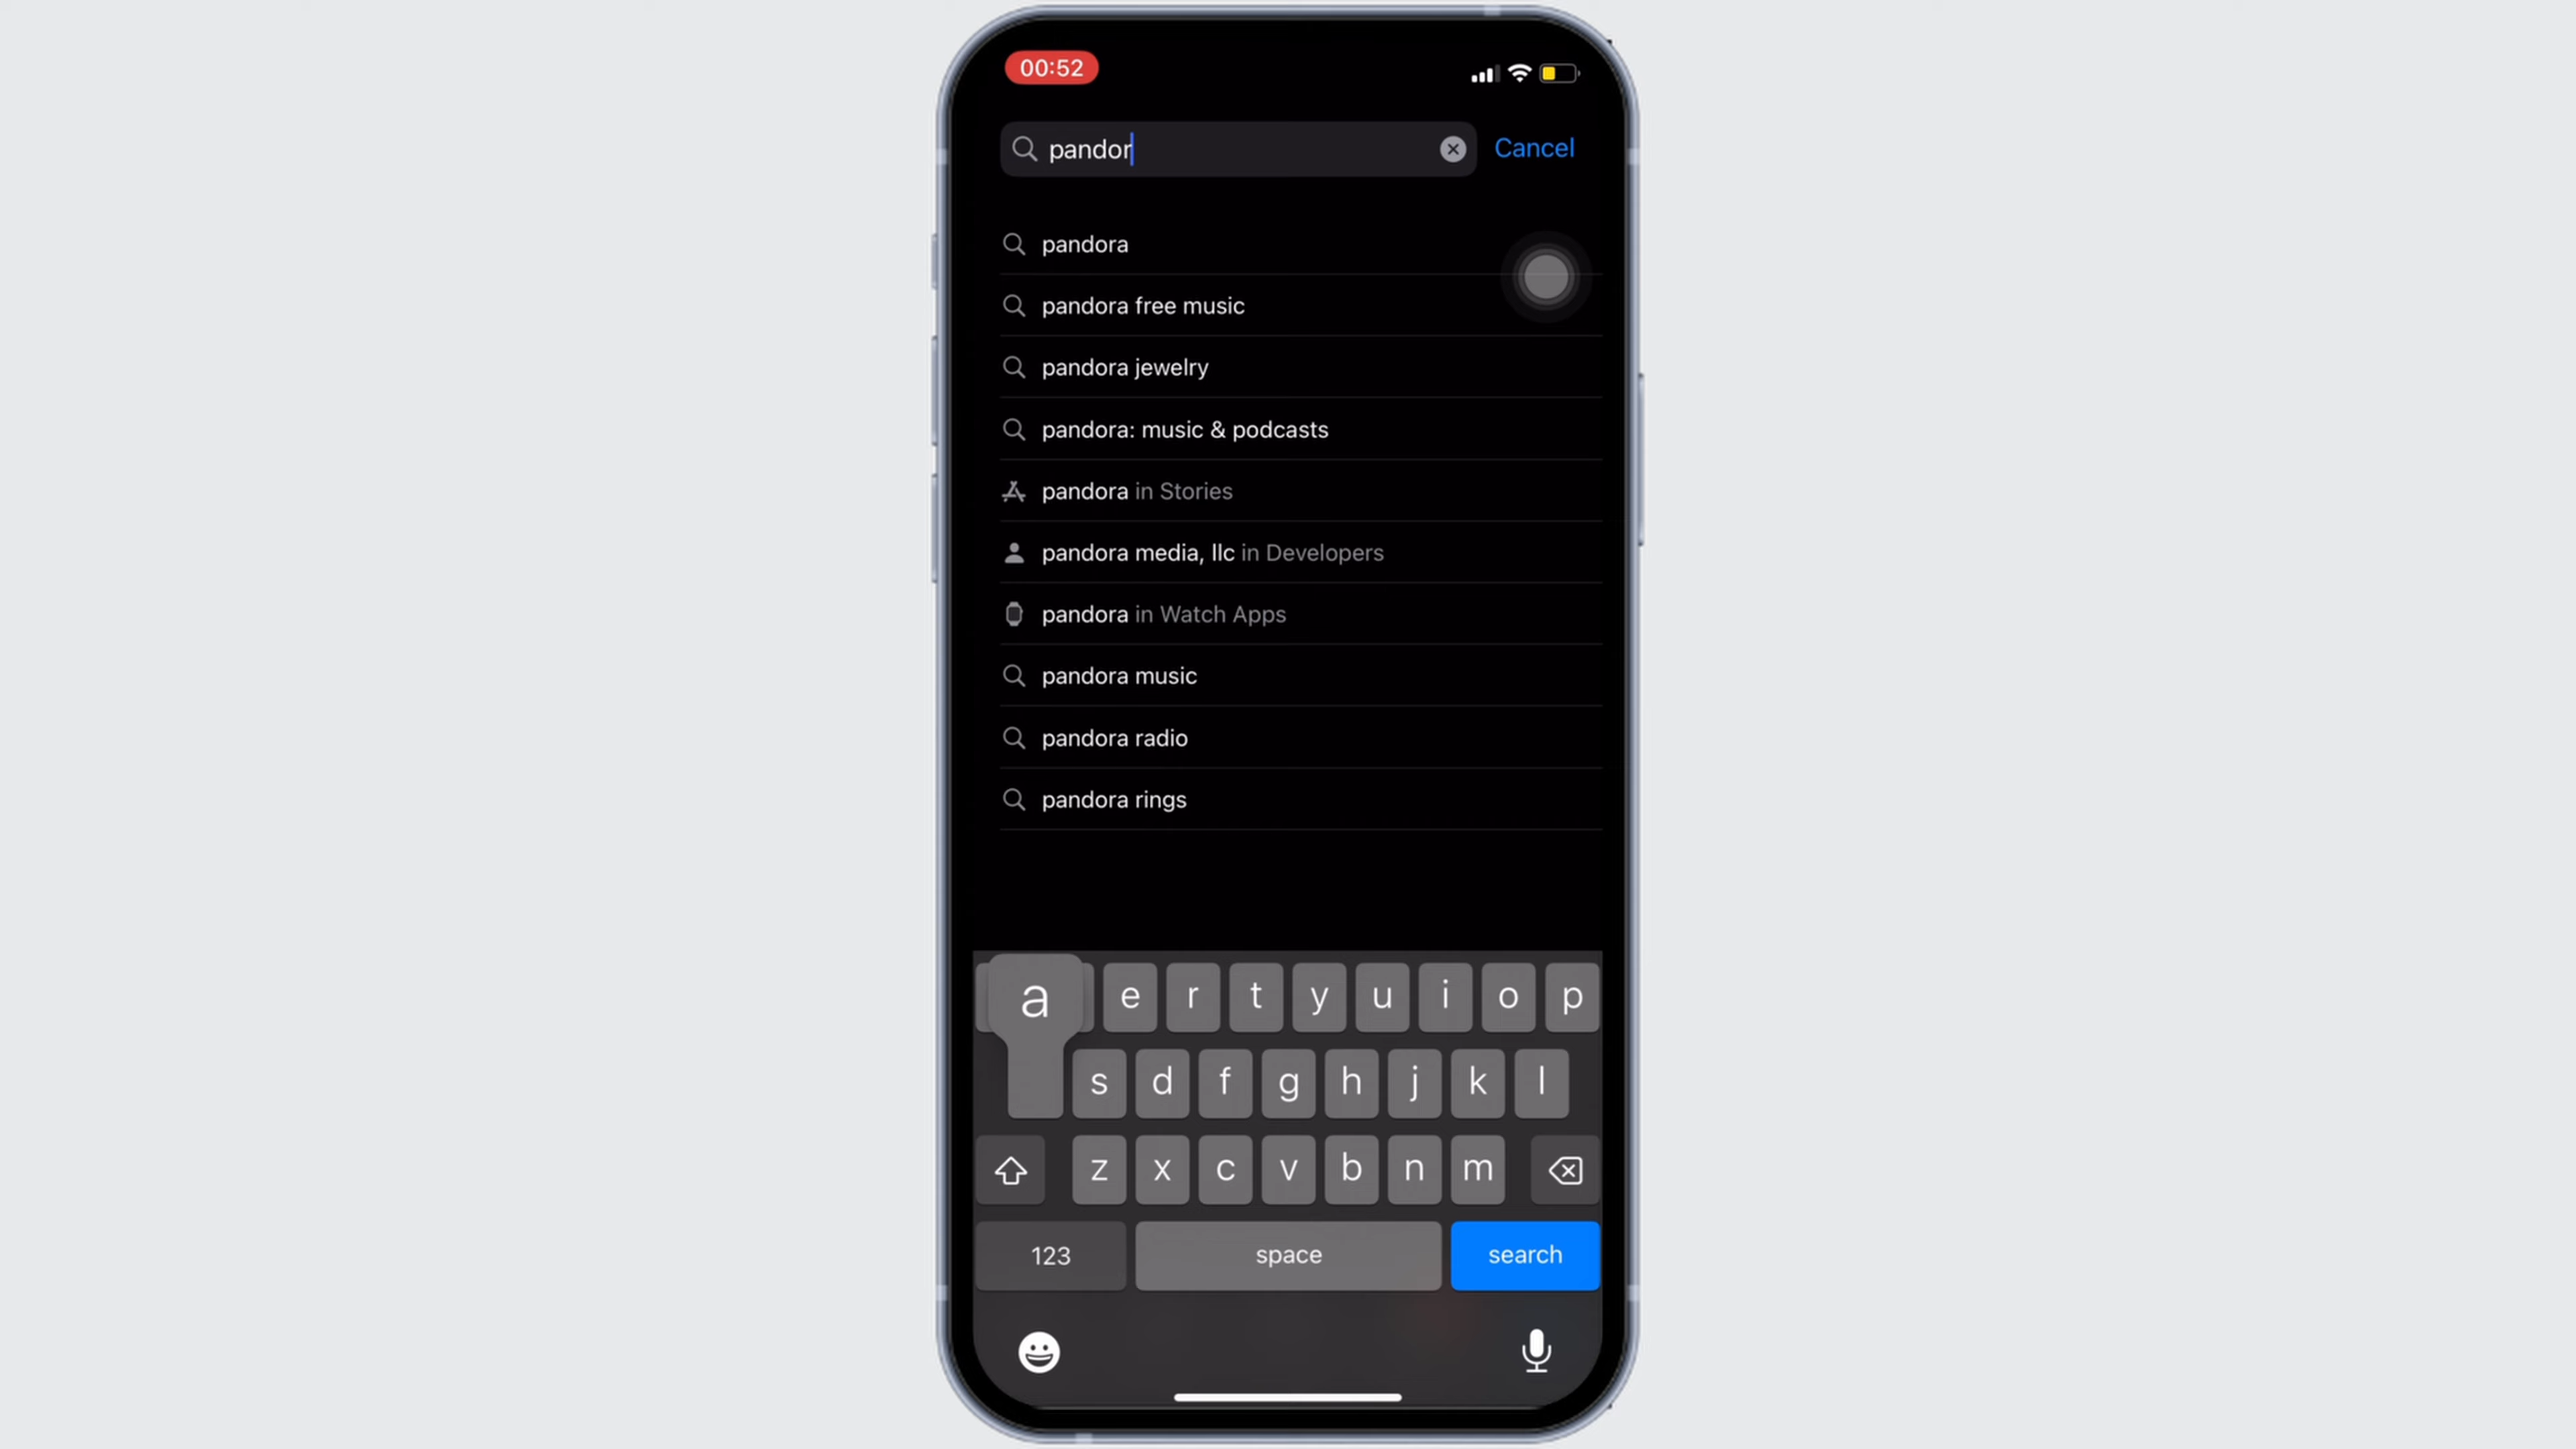 00:52
pandor
Cancel
pandora
pandora free music
pandora jewelry
pandora: music & podcasts
pandora in Stories
pandora media, llc in Developers
pandora in Watch Apps
pandora music
pandora radio
pandora rings
a e r t y u i o p
s d f g h j k l
z x c v b n m
123 space search